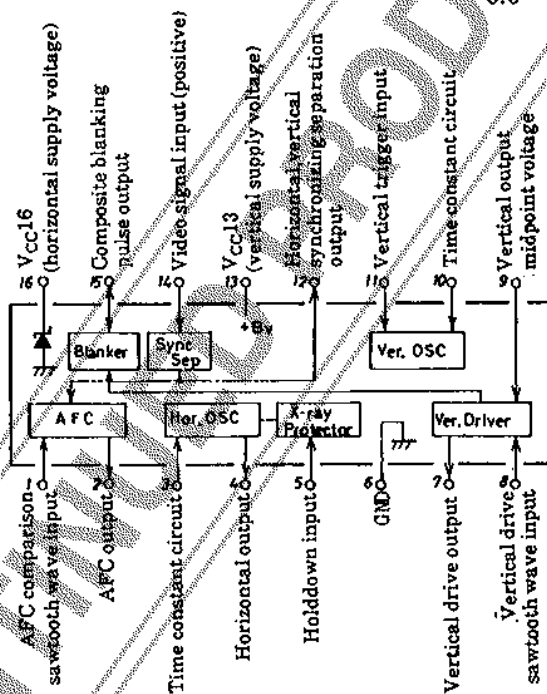 VCC16
(horizontal supply voltage)
Composite blanking
pulse output
Video signal input (positive)
VCC13
(vertical supply voltage)
Horizontal vertical
synchronizing separation
output
Vertical trigger input
Time constant circuit
Vertical output
midpoint voltage
16
15
14
13
12
11
10
9
+Bv
Blanker
Sync
Sep
Ver. OSC
AFC
Hor. OSC
X-ray
Protector
Ver. Driver
1
2
3
4
5
6
7
8
AFC comparison
sawtooth wave input
AFC output
Time constant circuit
Horizontal output
Holddown input
GND
Vertical drive output
Vertical drive
sawtooth wave input